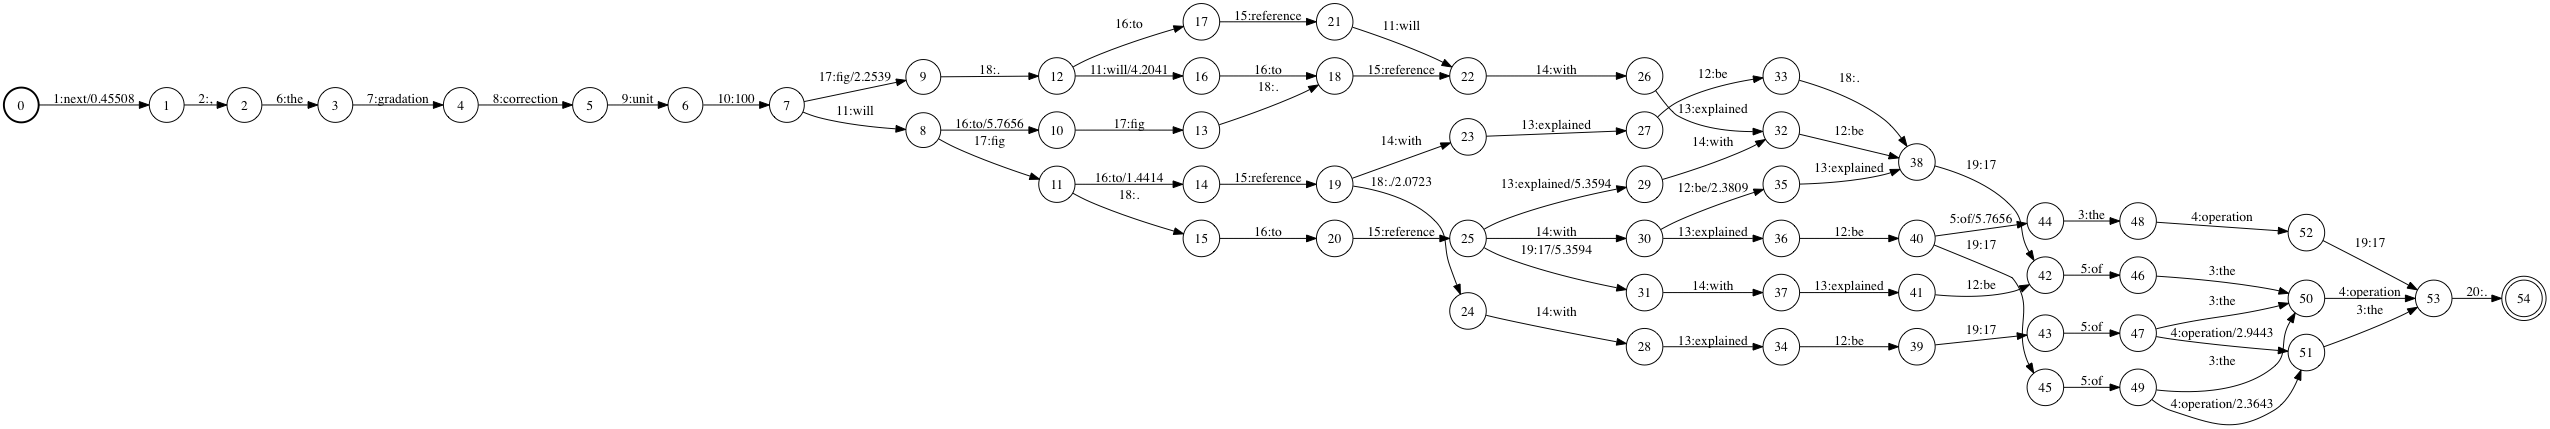 16:to
17
15:reference
21
11:will
0
1:next/0.45508
1
2:.
2
6:the
3
7:gradation
4
8:correction
5
9:unit
6
10:100
7
17:fig/2.2539
9
18:.
12
11:will/4.2041
16
16:to
18
15:reference
22
14:with
26
12:be
33
18:.
18:.
11:will
8
16:to/5.7656
10
17:fig
13
17:fig
14:with
23
13:explained
27
13:explained
32
12:be
38
19:17
14:with
11
16:to/1.4414
14
15:reference
19
18:./2.0723
18:.
13:explained/5.3594
29
12:be/2.3809
35
13:explained
15
16:to
20
15:reference
25
14:with
30
13:explained
36
12:be
40
5:of/5.7656
44
3:the
48
4:operation
52
19:17
19:17
19:17/5.3594
31
14:with
37
13:explained
41
12:be
42
5:of
46
3:the
50
4:operation
53
20:.
54
24
14:with
28
13:explained
34
12:be
39
19:17
43
5:of
47
3:the
4:operation/2.9443
51
3:the
45
5:of
49
3:the
4:operation/2.3643